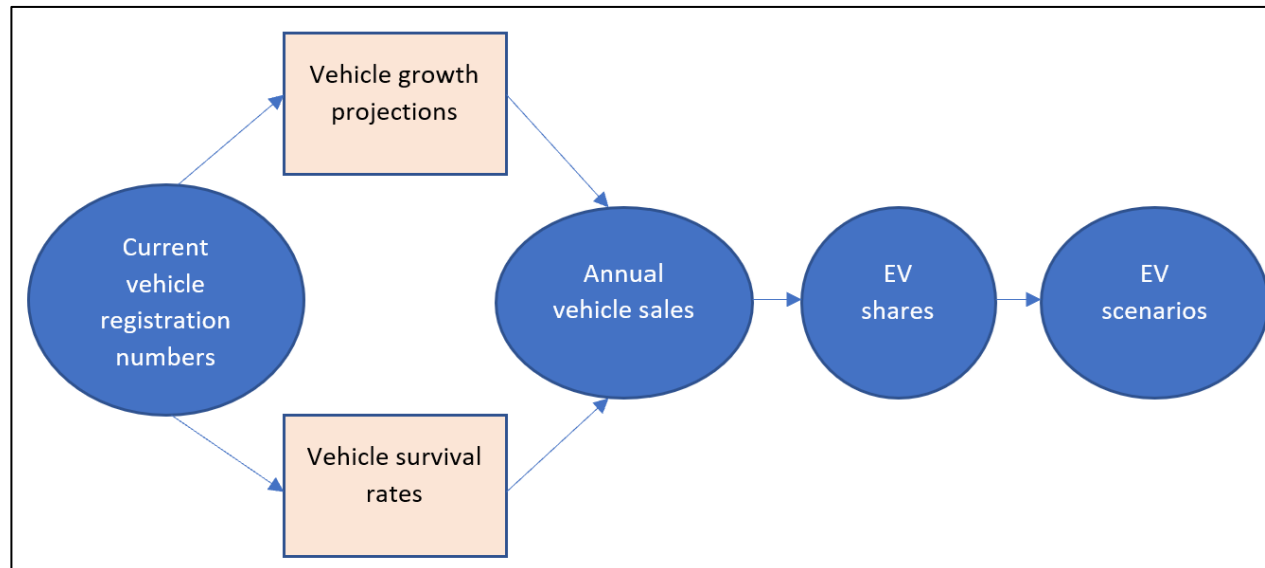 Vehicle growth
projections
Current
vehicle
registration
numbers
Annual
vehicle sales
EV
shares
EV
scenarios
Vehicle survival
rates